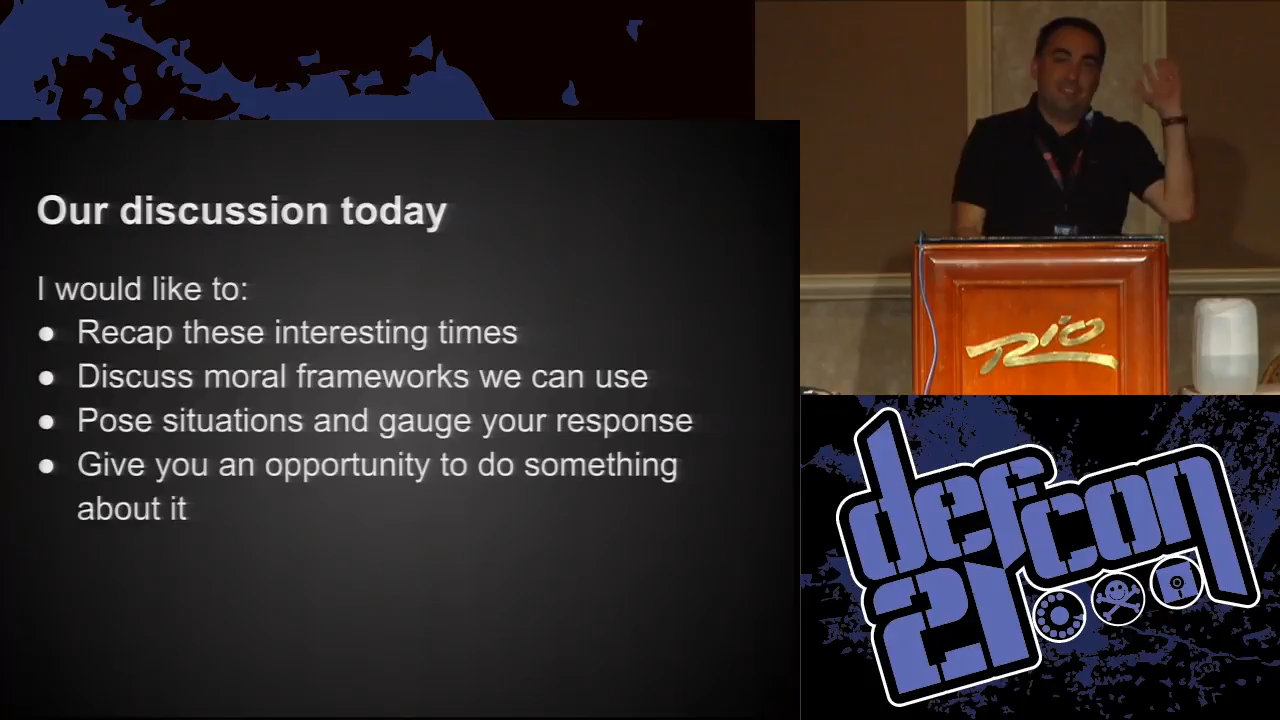 Our discussion today
I would like to:
● Recap these interesting times
● Discuss moral frameworks we can use
● Pose situations and gauge your response
● Give you an opportunity to do something
about it
Rio
defcon
21